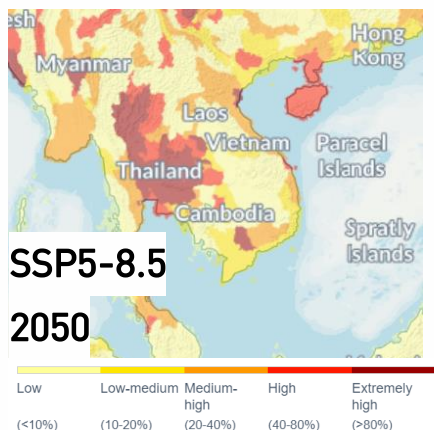 esh
Hong
Kong
Myanmar
Laos
Vietnam
Paracel
Islands
Thailand
Cambodia
Spratly
Islands
SSP5-8.5
2050
Low Low-medium Medium-high High Extremely high
(<10%) (10-20%) (20-40%) (40-80%) (>80%)